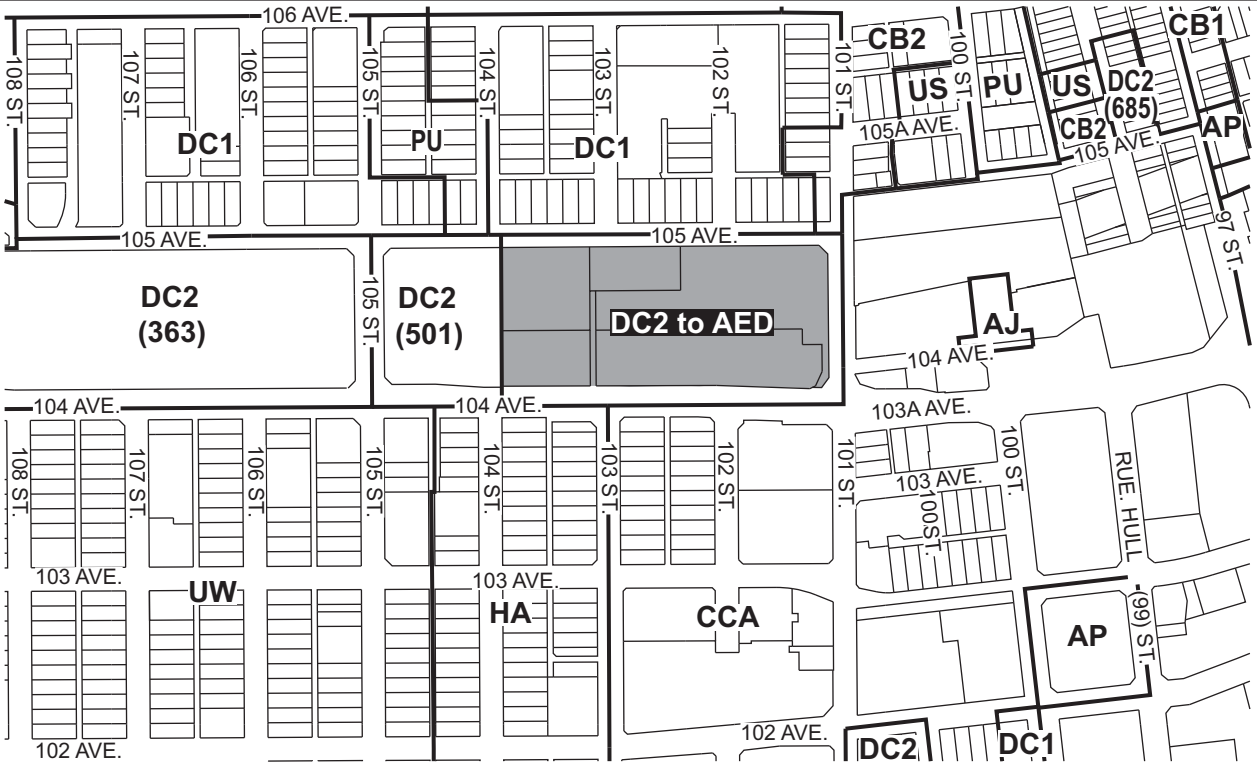 106 AVE.
108 ST.
107 ST.
106 ST.
105 ST.
104 ST.
103 ST.
102 ST.
101 ST.
100 ST.
CB2
CB1
US
PU
US
DC2
(685)
CB2
AP
105A AVE.
105 AVE.
97 ST.
DC1
PU
DC1
105 AVE.
105 AVE.
DC2
(363)
105 ST.
DC2
(501)
DC2 to AED
AJ
104 AVE.
104 AVE.
104 AVE.
103A AVE.
108 ST.
107 ST.
106 ST.
105 ST.
104 ST.
103 ST.
102 ST.
101 ST.
100 ST.
RUE. HULL
(99) ST.
103 AVE.
100ST.
103 AVE.
103 AVE.
UW
HA
CCA
AP
102 AVE.
102 AVE.
DC2
DC1